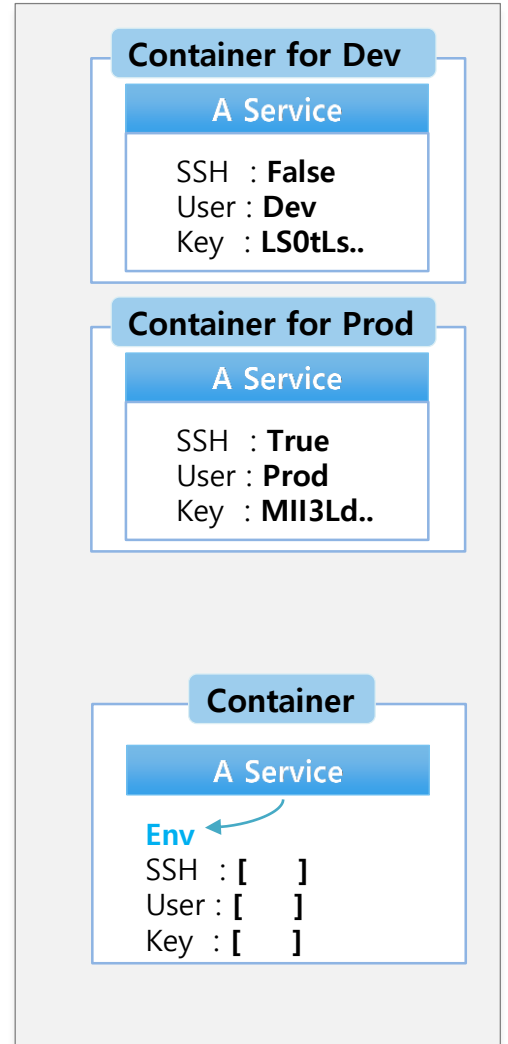 Container for Dev
A Service
SSH : False
User : Dev
Key : LS0tLs..
Container for Prod
A Service
SSH : True
User : Prod
Key : MII3Ld..
Container
A Service
Env
SSH : [ ]
User : [ ]
Key : [ ]